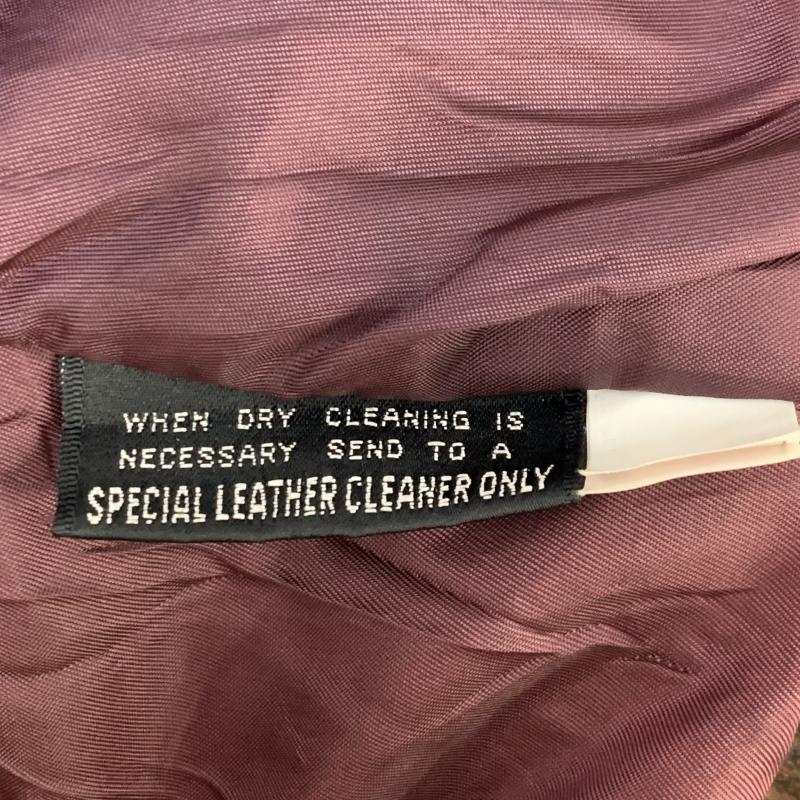 WHEN DRY CLEANING IS
NECESSARY SEND TO A
SPECIAL LEATHER CLEANER ONLY